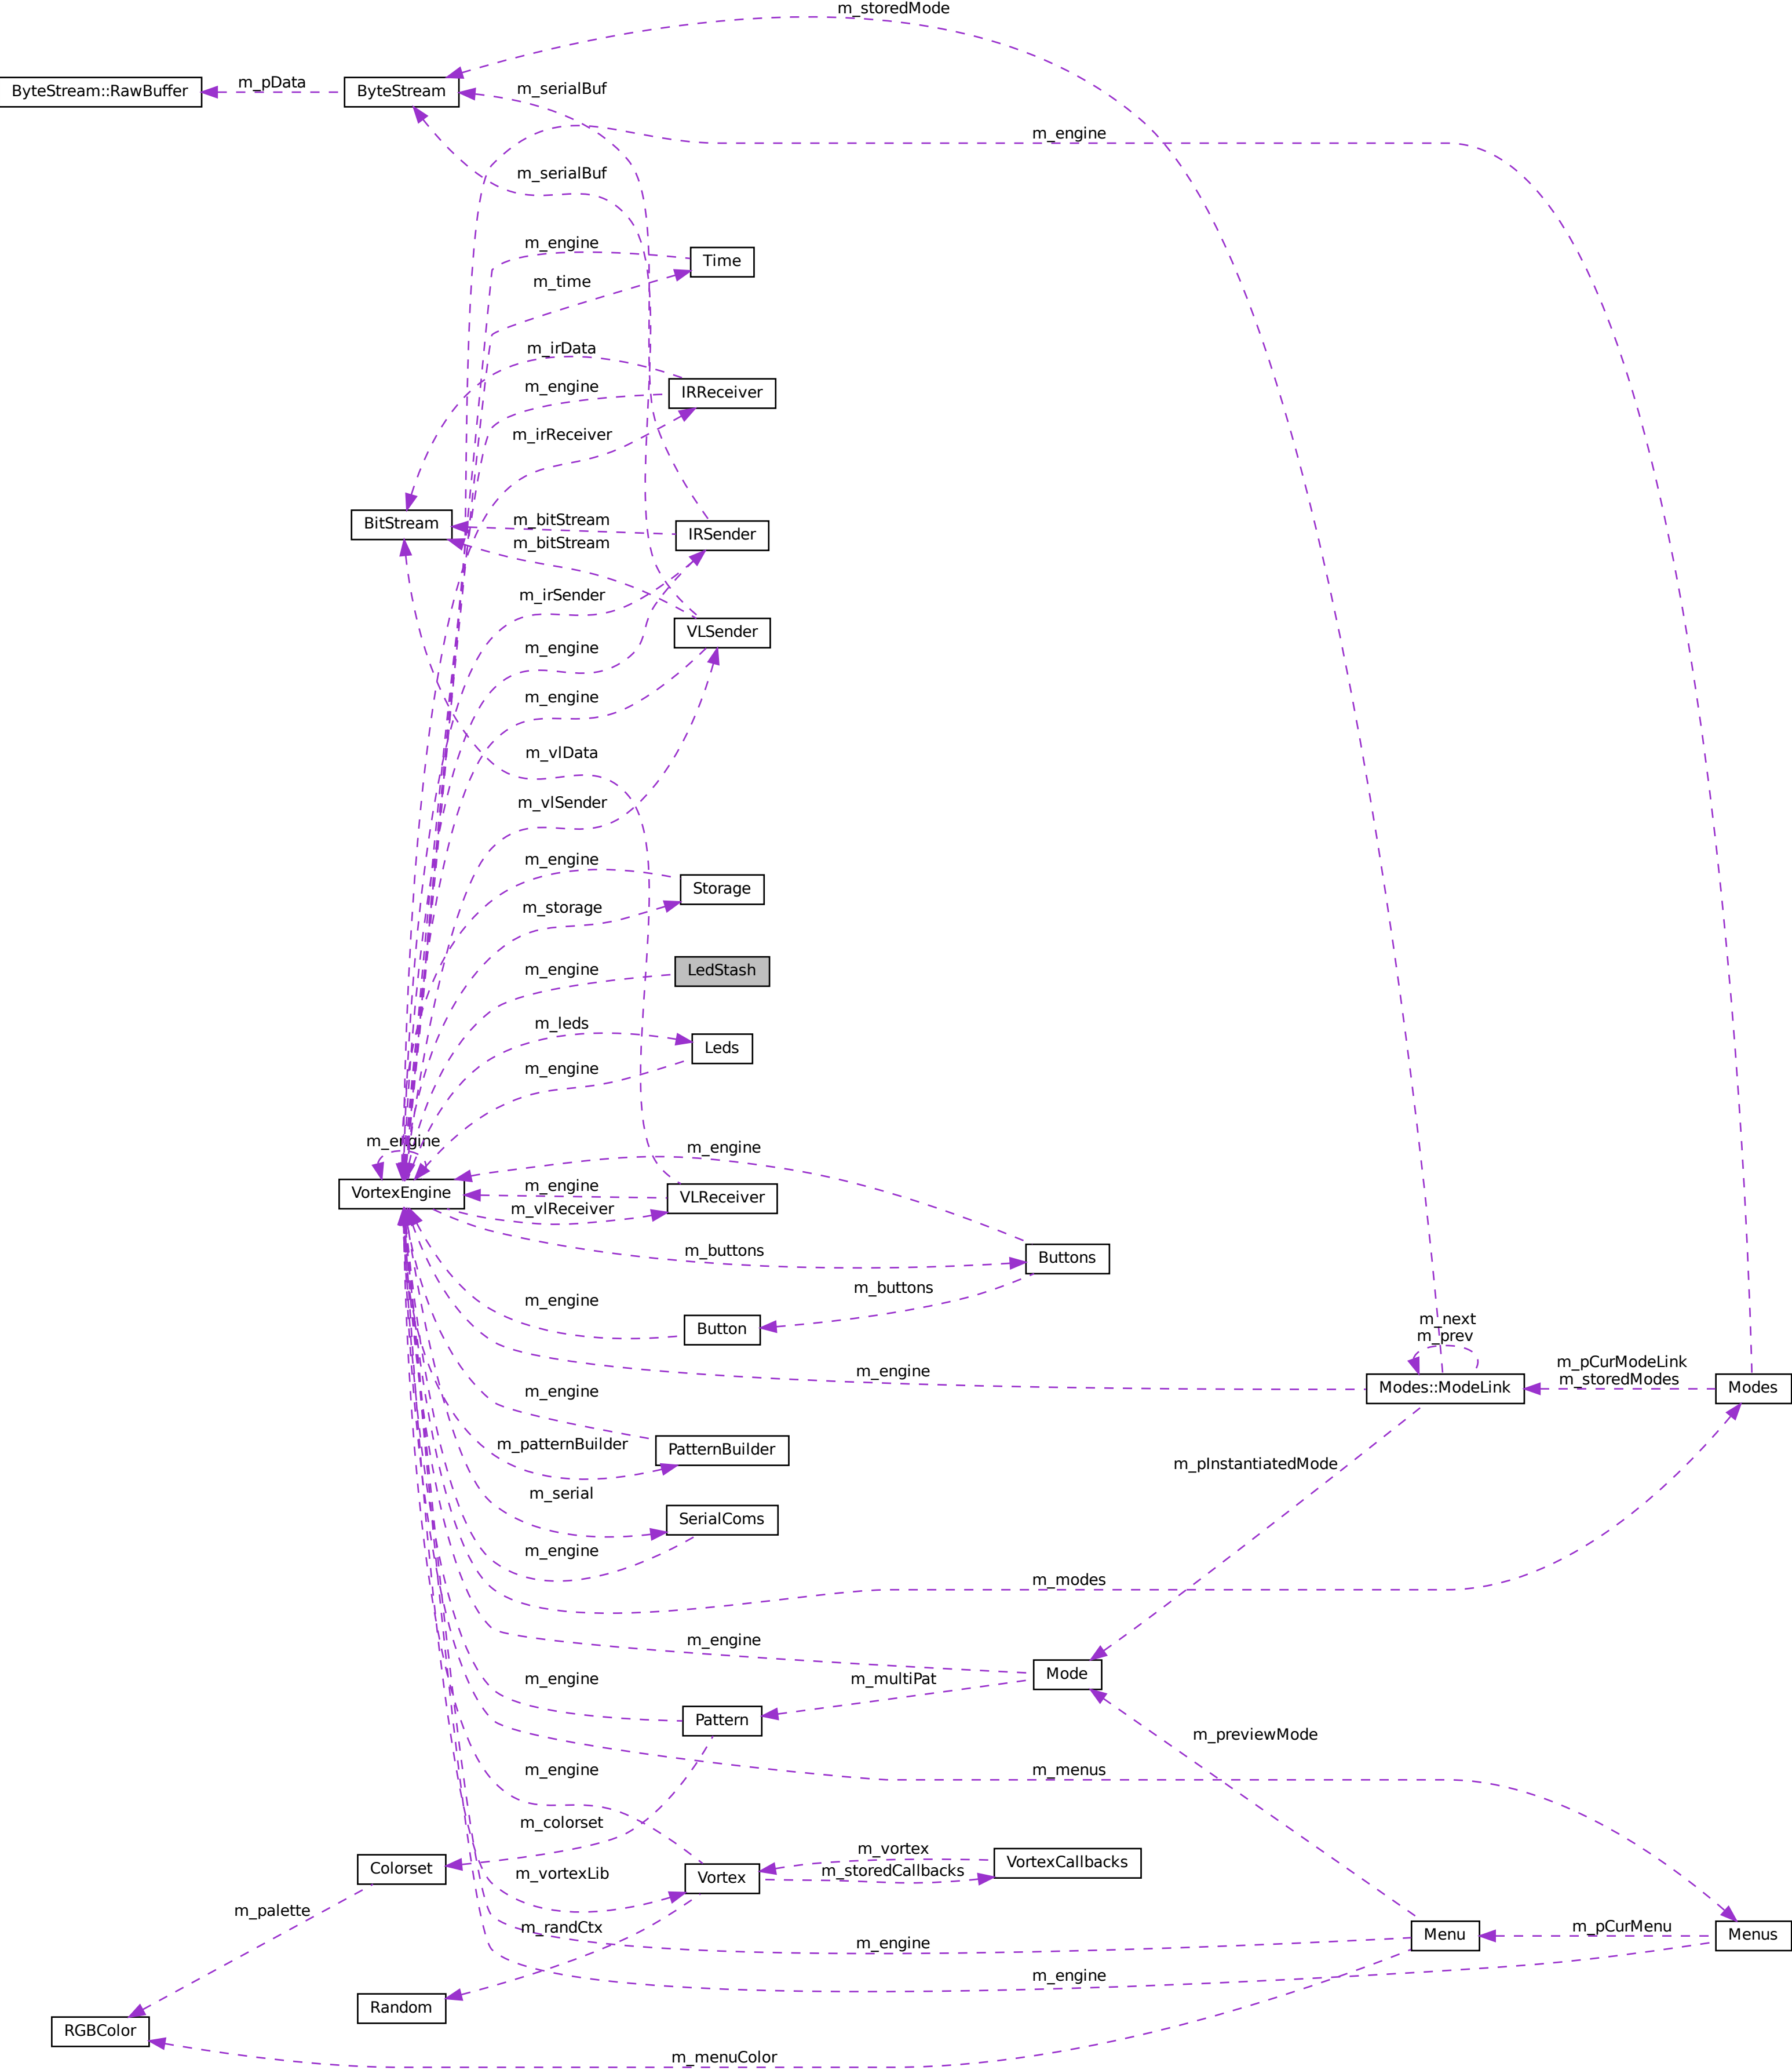 m_storedMode
ByteStream::RawBuffer
m_pData
ByteStream
m_serialBuf
m_engine
m_serialBuf
m_engine
Time
m_time
m_irData
m_engine
IRReceiver
m_irReceiver
BitStream
m_bitStream
IRSender
m_bitStream
m_irSender
VLSender
m_engine
m_engine
m_vlData
m_vlSender
m_engine
Storage
m_storage
m_engine
LedStash
m_leds
Leds
m_engine
m_engine
m_engine
VortexEngine
m_engine
VLReceiver
m_vlReceiver
m_buttons
Buttons
m_buttons
m_engine
Button
m_next
m_prev
m_engine
m_pCurModeLink
m_storedModes
Modes::ModeLink
Modes
m_engine
m_patternBuilder
PatternBuilder
m_pInstantiatedMode
m_serial
SerialComs
m_engine
m_modes
m_engine
Mode
m_engine
m_multiPat
Pattern
m_previewMode
m_engine
m_menus
m_colorset
Colorset
m_vortex
m_storedCallbacks
VortexCallbacks
m_vortexLib
Vortex
m_palette
m_randCtx
m_engine
Menu
m_pCurMenu
Menus
m_engine
Random
RGBColor
m_menuColor